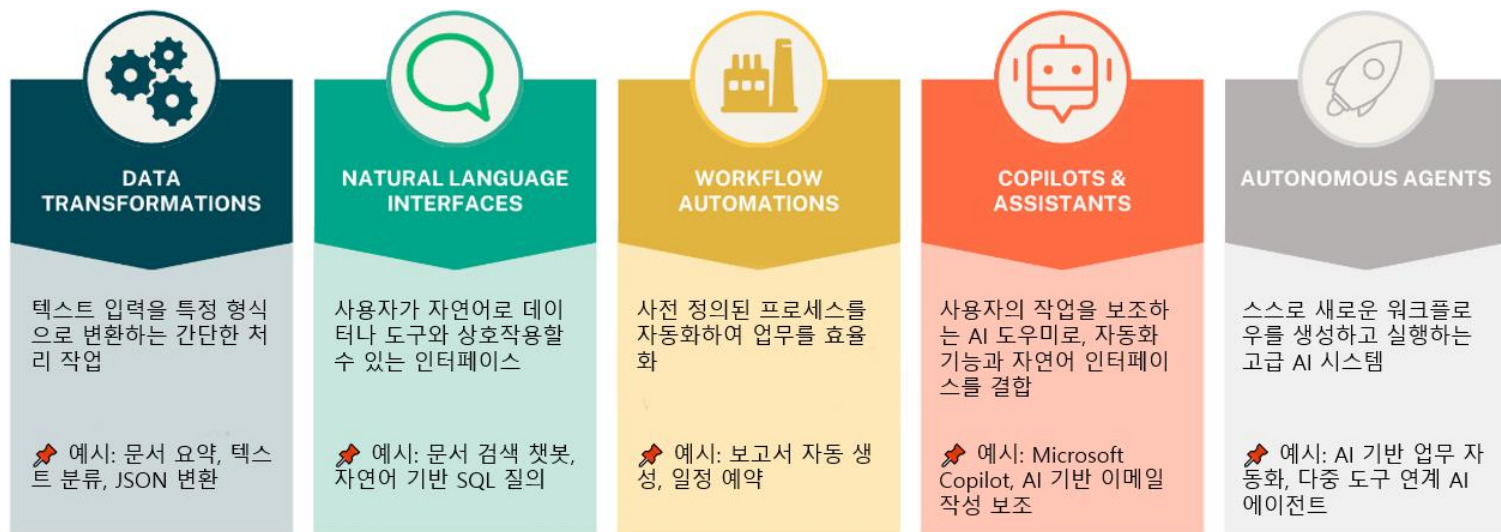 DATA
TRANSFORMATIONS
텍스트 입력을 특정 형식
으로 변환하는 간단한 처
리 작업
📌 예시: 문서 요약, 텍스
트 분류, JSON 변환
NATURAL LANGUAGE
INTERFACES
사용자가 자연어로 데이
터나 도구와 상호작용할
수 있는 인터페이스
📌 예시: 문서 검색 챗봇,
자연어 기반 SQL 질의
WORKFLOW
AUTOMATIONS
사전 정의된 프로세스를
자동화하여 업무를 효율
화
📌 예시: 보고서 자동 생
성, 일정 예약
COPILOTS &
ASSISTANTS
사용자의 작업을 보조하
는 AI 도우미로, 자동화
기능과 자연어 인터페이
스를 결합
📌 예시: Microsoft
Copilot, AI 기반 이메일
작성 보조
AUTONOMOUS AGENTS
스스로 새로운 워크플로
우를 생성하고 실행하는
고급 AI 시스템
📌 예시: AI 기반 업무 자
동화, 다중 도구 연계 AI
에이전트